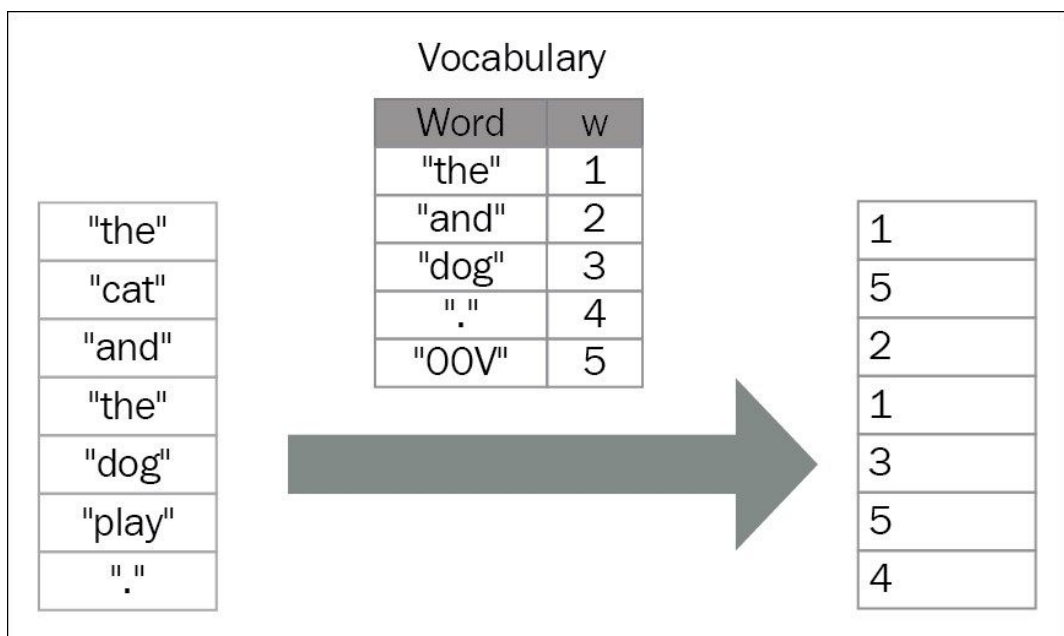 Vocabulary
Word w
"the" 1
"and" 2
"dog" 3
"." 4
"OOV" 5
"the"
"cat"
"and"
"the"
"dog"
"play"
"."
1
5
2
1
3
5
4